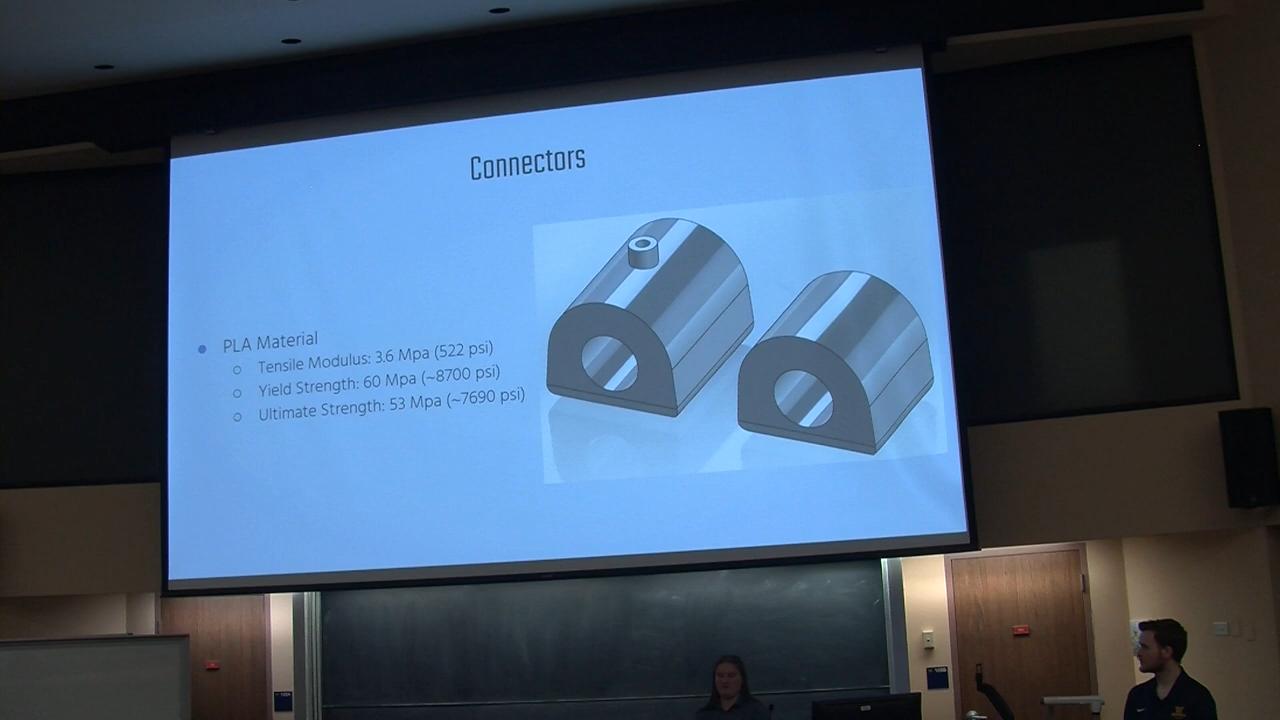 Connectors
PLA Material
Tensile Modulus: 3.6 Mpa (522 psi)
Yield Strength: 60 Mpa (~8700 psi)
Ultimate Strength: 53 Mpa (~7690 psi)